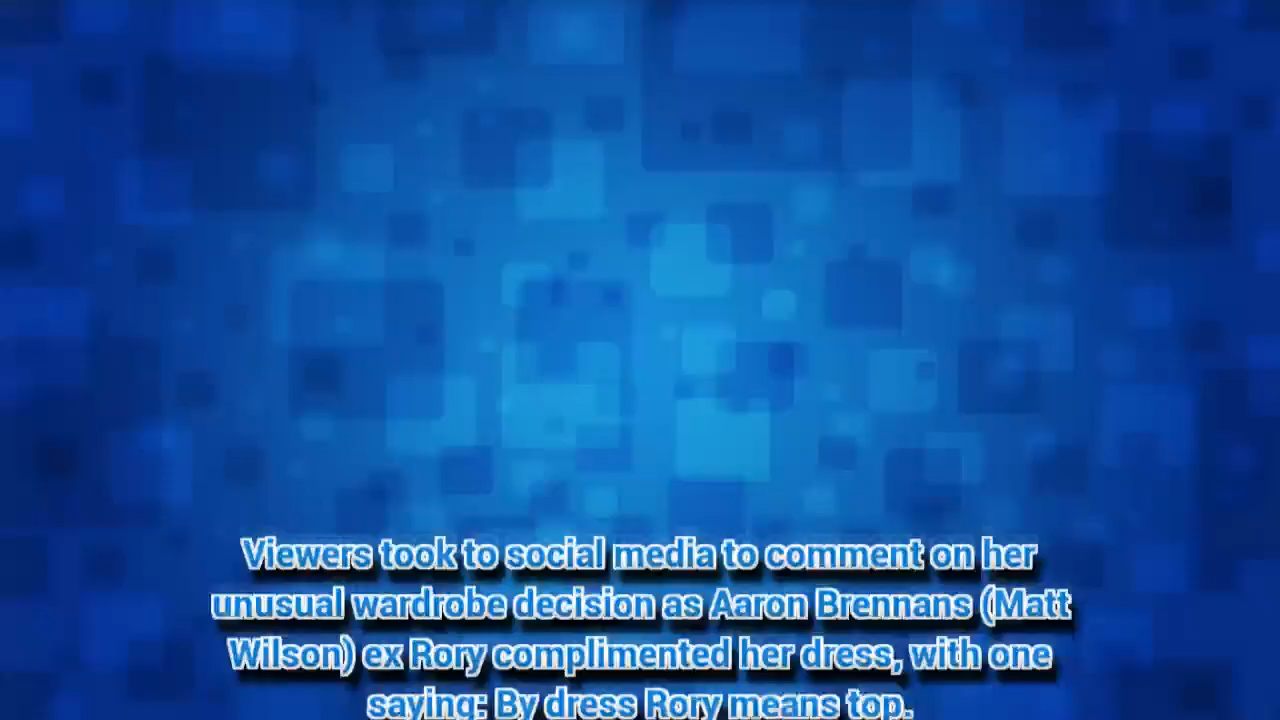 Viewers took to social media to comment on her
unusual wardrobe decision as Aaron Brennans (Matt
Wilson) ex Rory complimented her dress, with one
saying: By dress Rory means top.